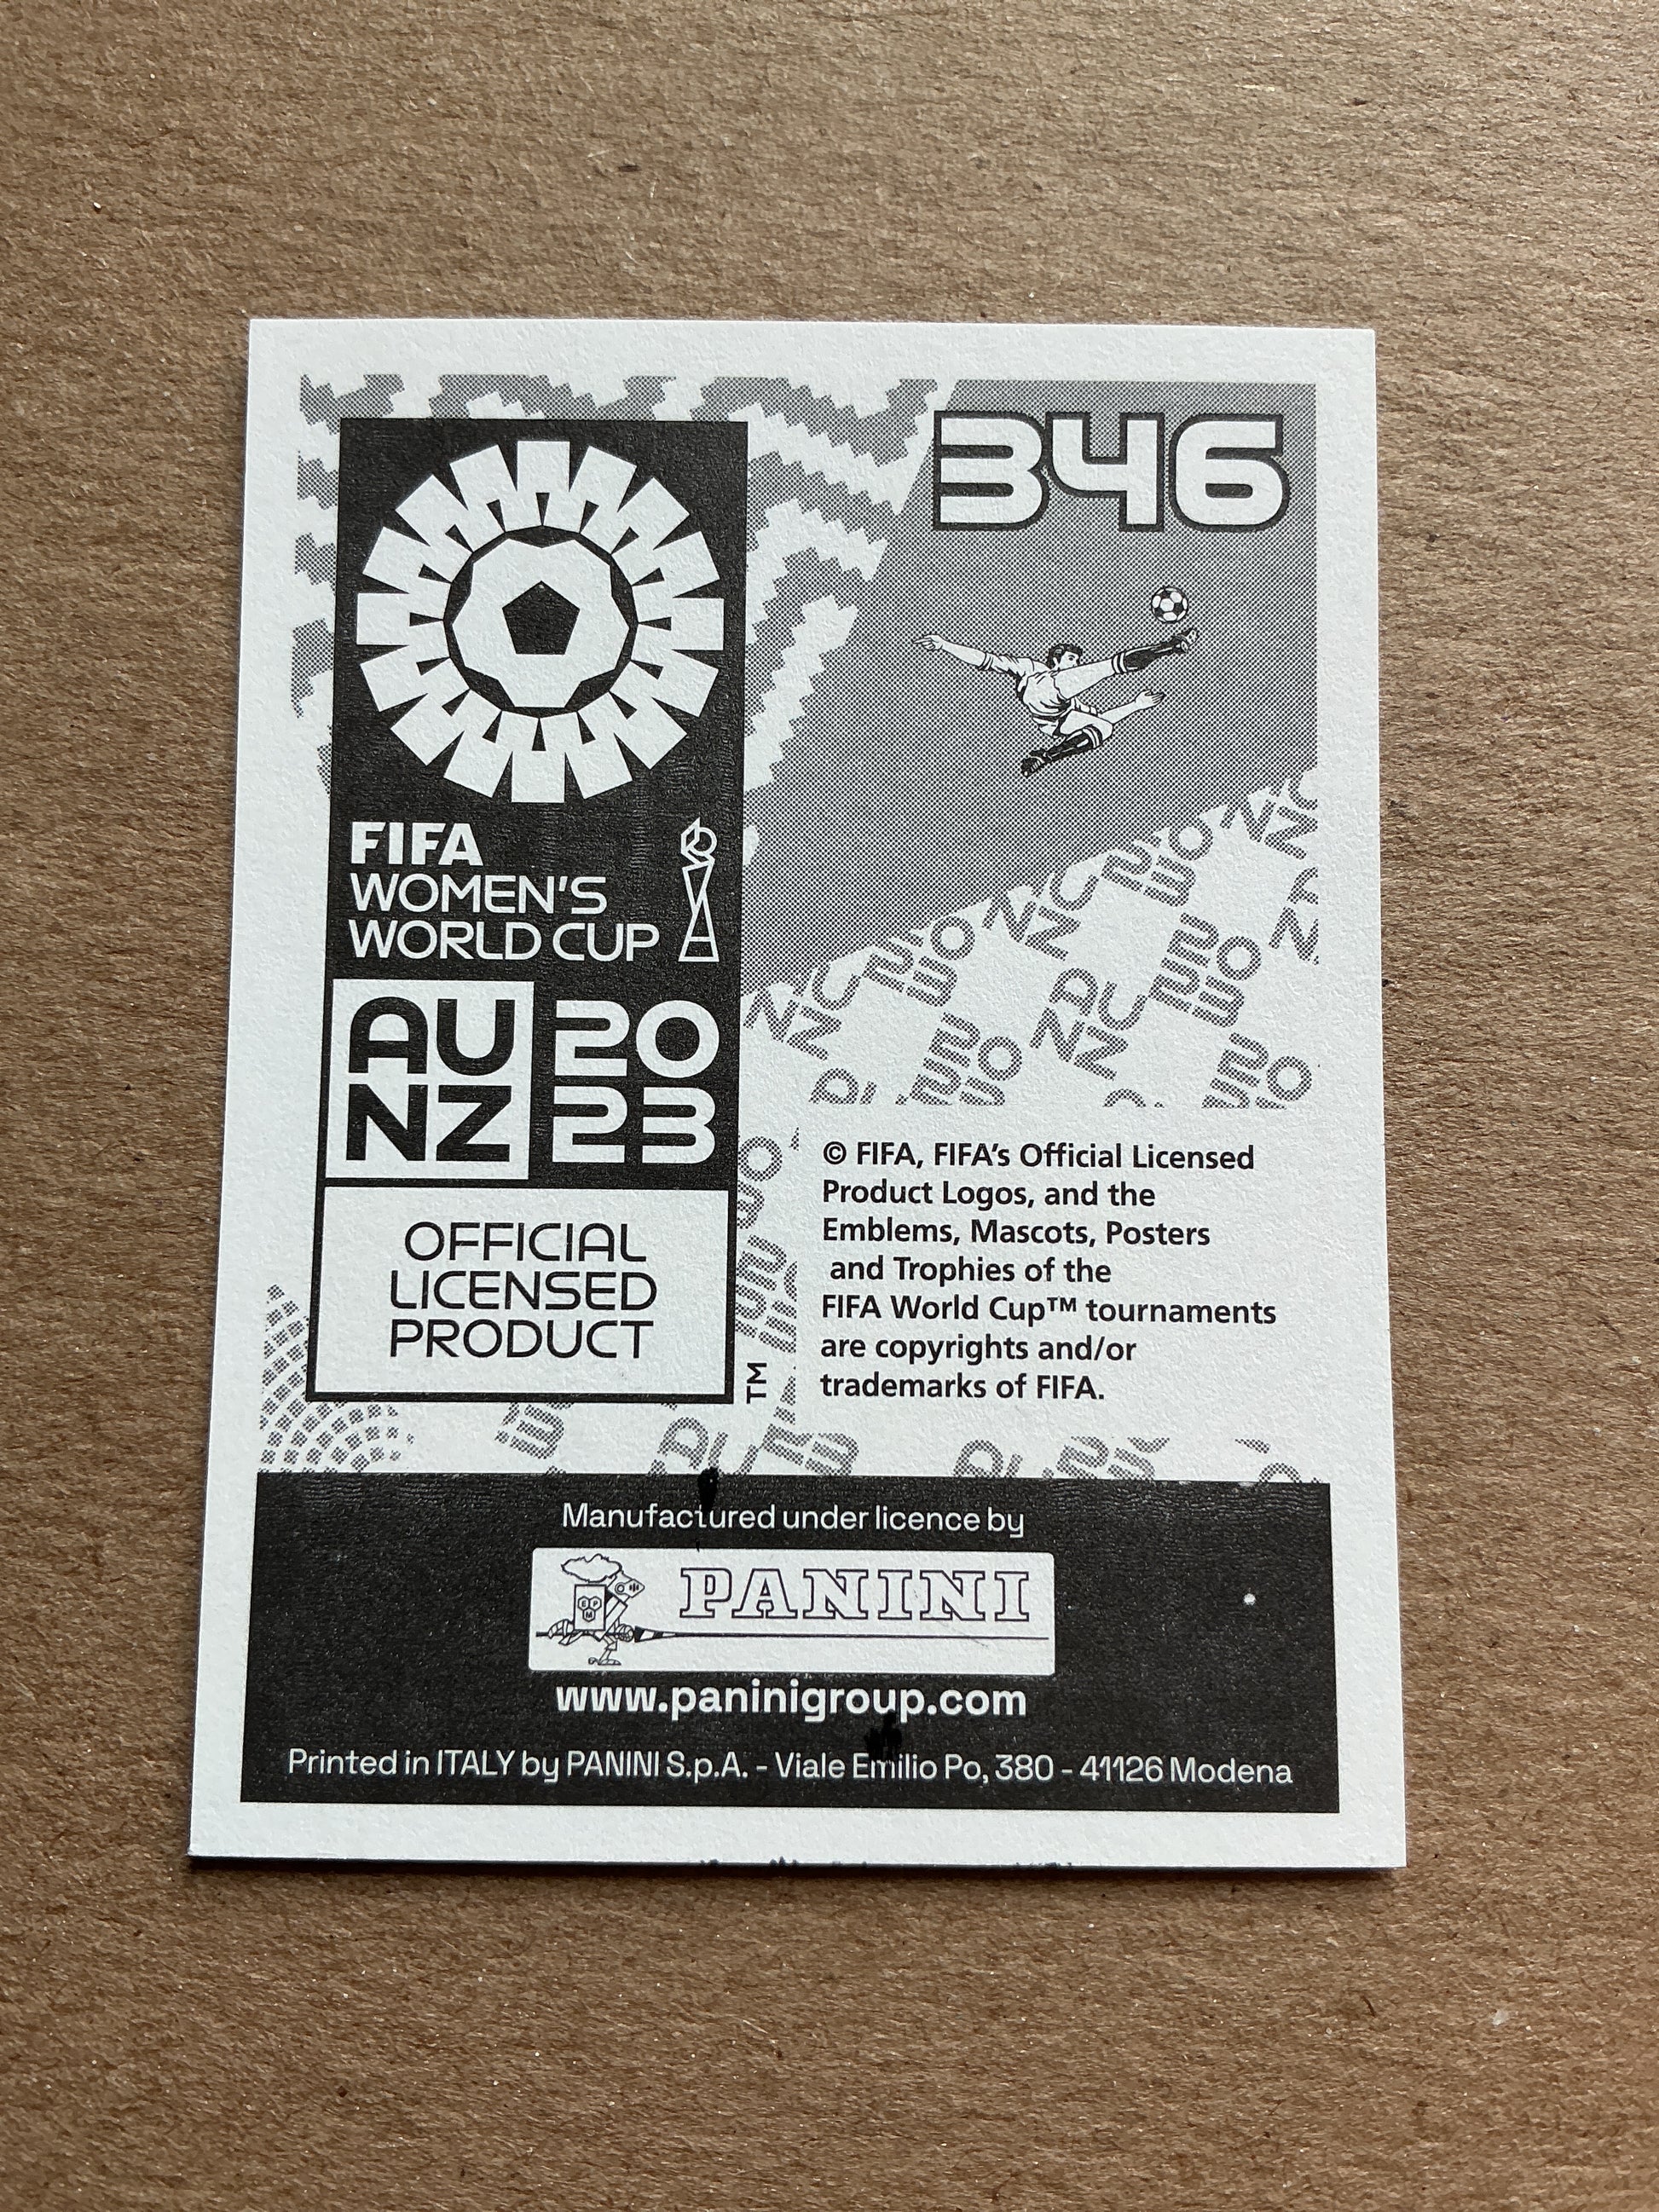 346
FIFA
WOMEN'S
WORLD CUP
AU 20
NZ 23
OFFICIAL
LICENSED
PRODUCT
TM
© FIFA, FIFA's Official Licensed
Product Logos, and the
Emblems, Mascots, Posters
and Trophies of the
FIFA World Cup™ tournaments
are copyrights and/or
trademarks of FIFA.
Manufactured under licence by
PANINI
www.paninigroup.com
Printed in ITALY by PANINI S.p.A. - Viale Emilio Po, 380 - 41126 Modena